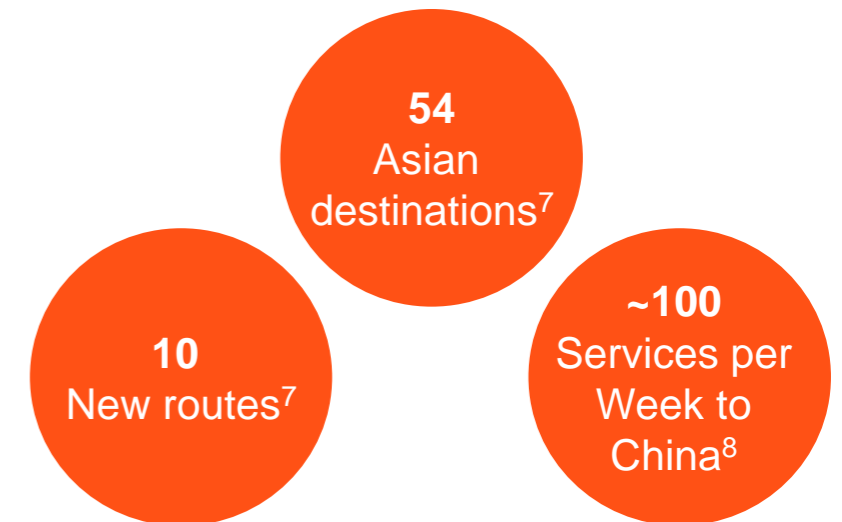 54
Asian
destinations⁷
10
New routes⁷
~100
Services per
Week to
China⁸